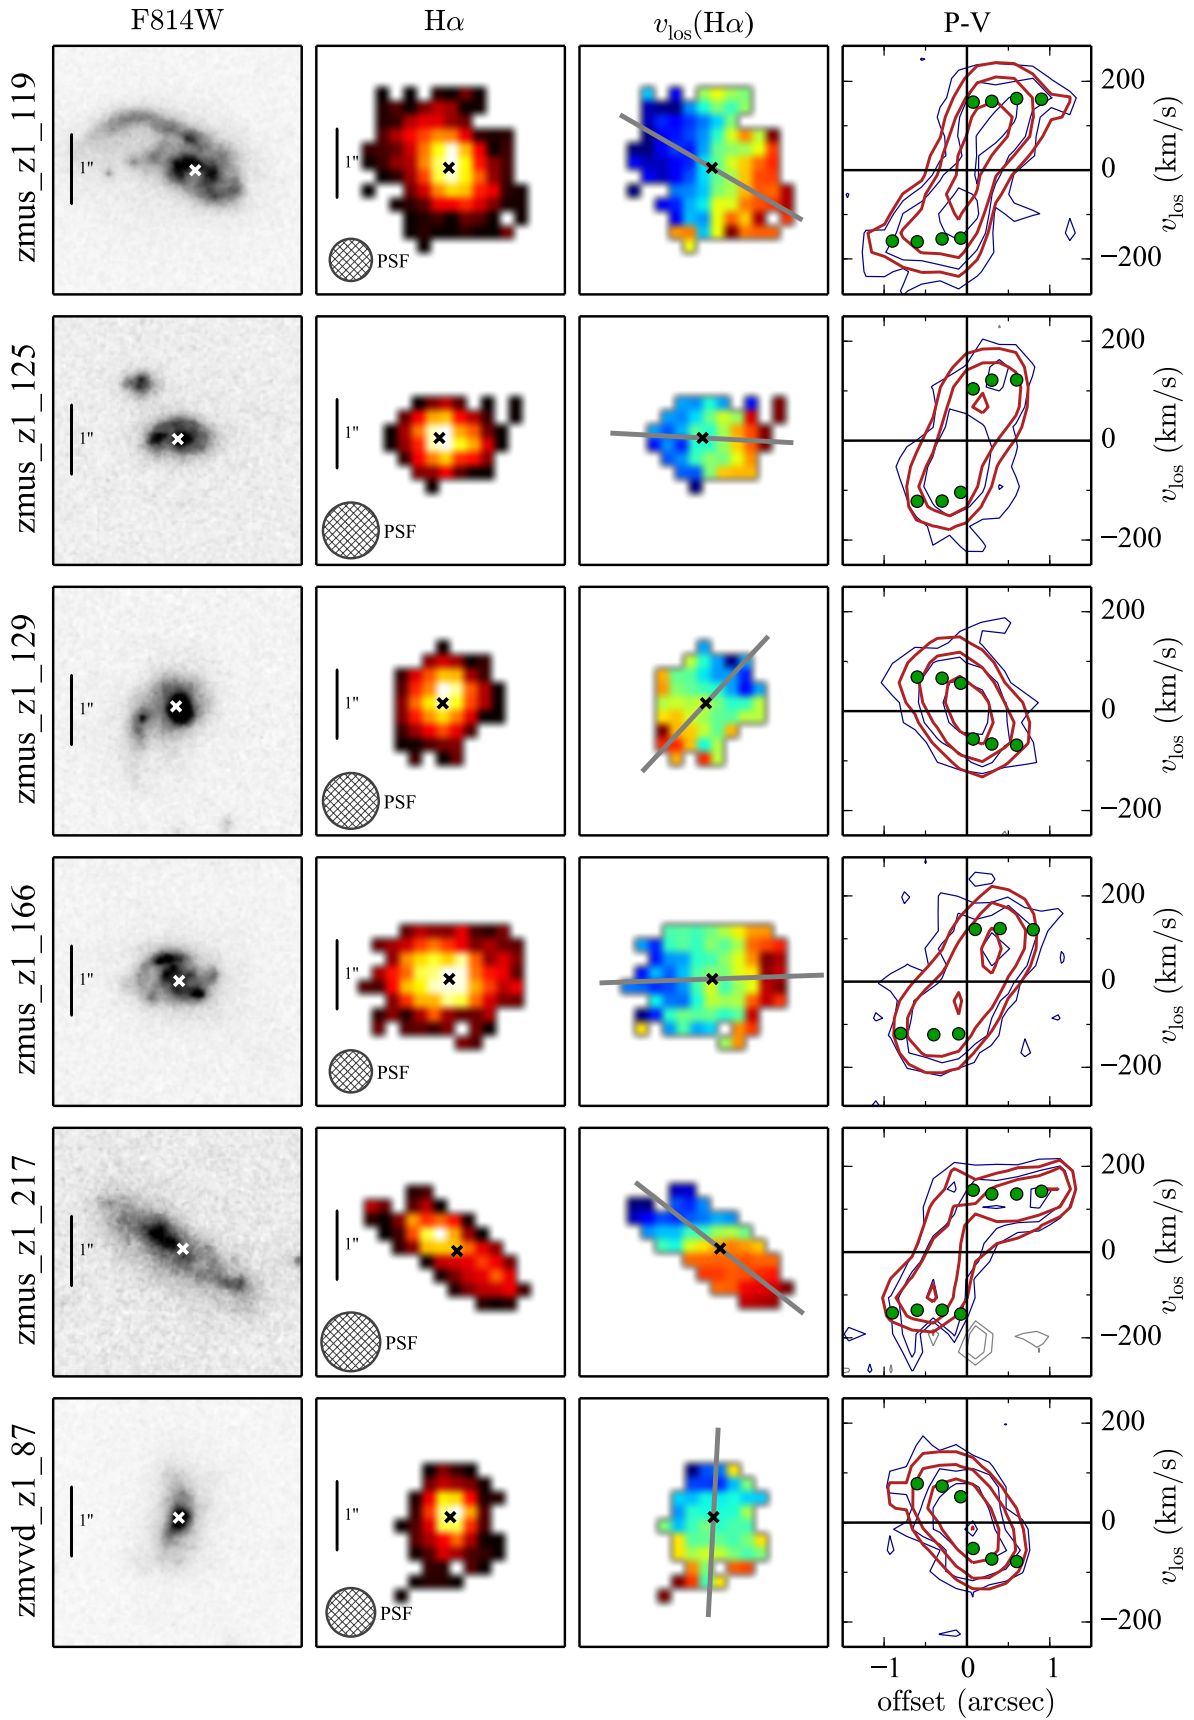 F814W Hα v_los(Hα) P-V
zmus_z1_119
1"
1"
PSF
200
0
−200
v_los (km/s)
zmus_z1_125
1"
1"
PSF
200
0
−200
v_los (km/s)
zmus_z1_129
1"
1"
PSF
200
0
−200
v_los (km/s)
zmus_z1_166
1"
1"
PSF
200
0
−200
v_los (km/s)
zmus_z1_217
1"
1"
PSF
200
0
−200
v_los (km/s)
zmvvd_z1_87
1"
1"
PSF
200
0
−200
v_los (km/s)
−1 0 1
offset (arcsec)